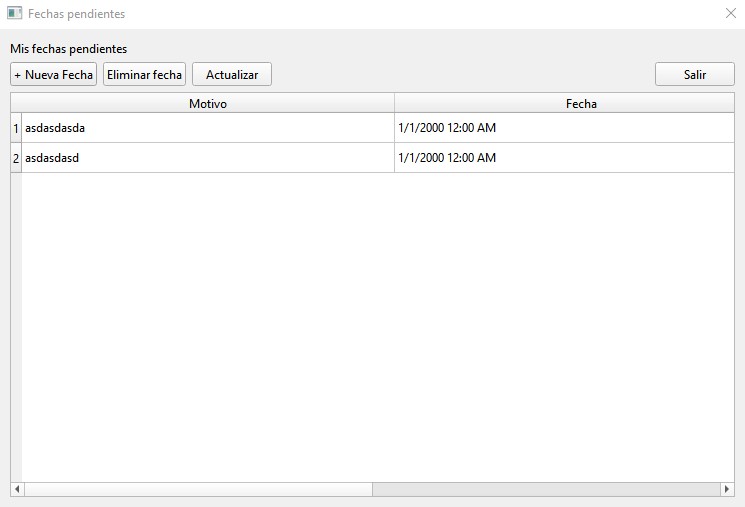 Fechas pendientes
Mis fechas pendientes
+ Nueva Fecha Eliminar fecha Actualizar Salir
Motivo Fecha
1 asdasdasda 1/1/2000 12:00 AM
2 asdasdasd 1/1/2000 12:00 AM